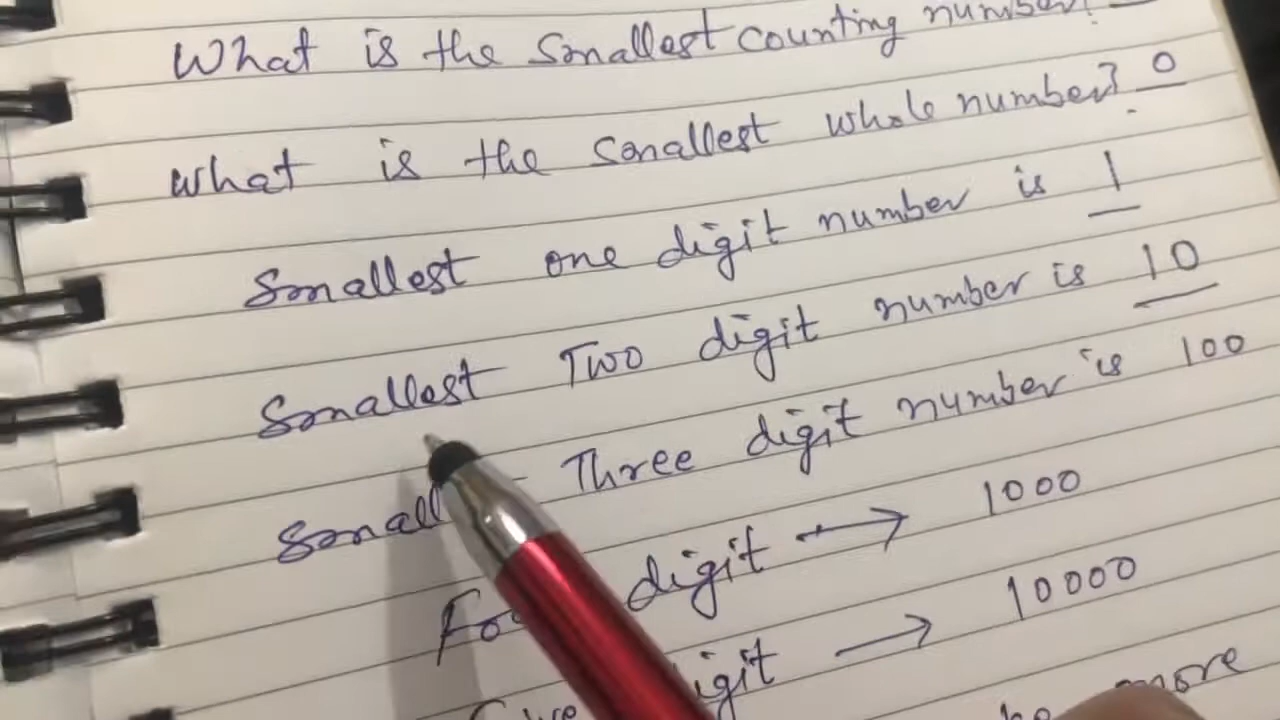 What is the Smallest counting number?
What is the smallest whole number? 0
Smallest one digit number is 1
Smallest Two digit number is 10
Three digit number is 100
digit → 1000
→ 10000
more